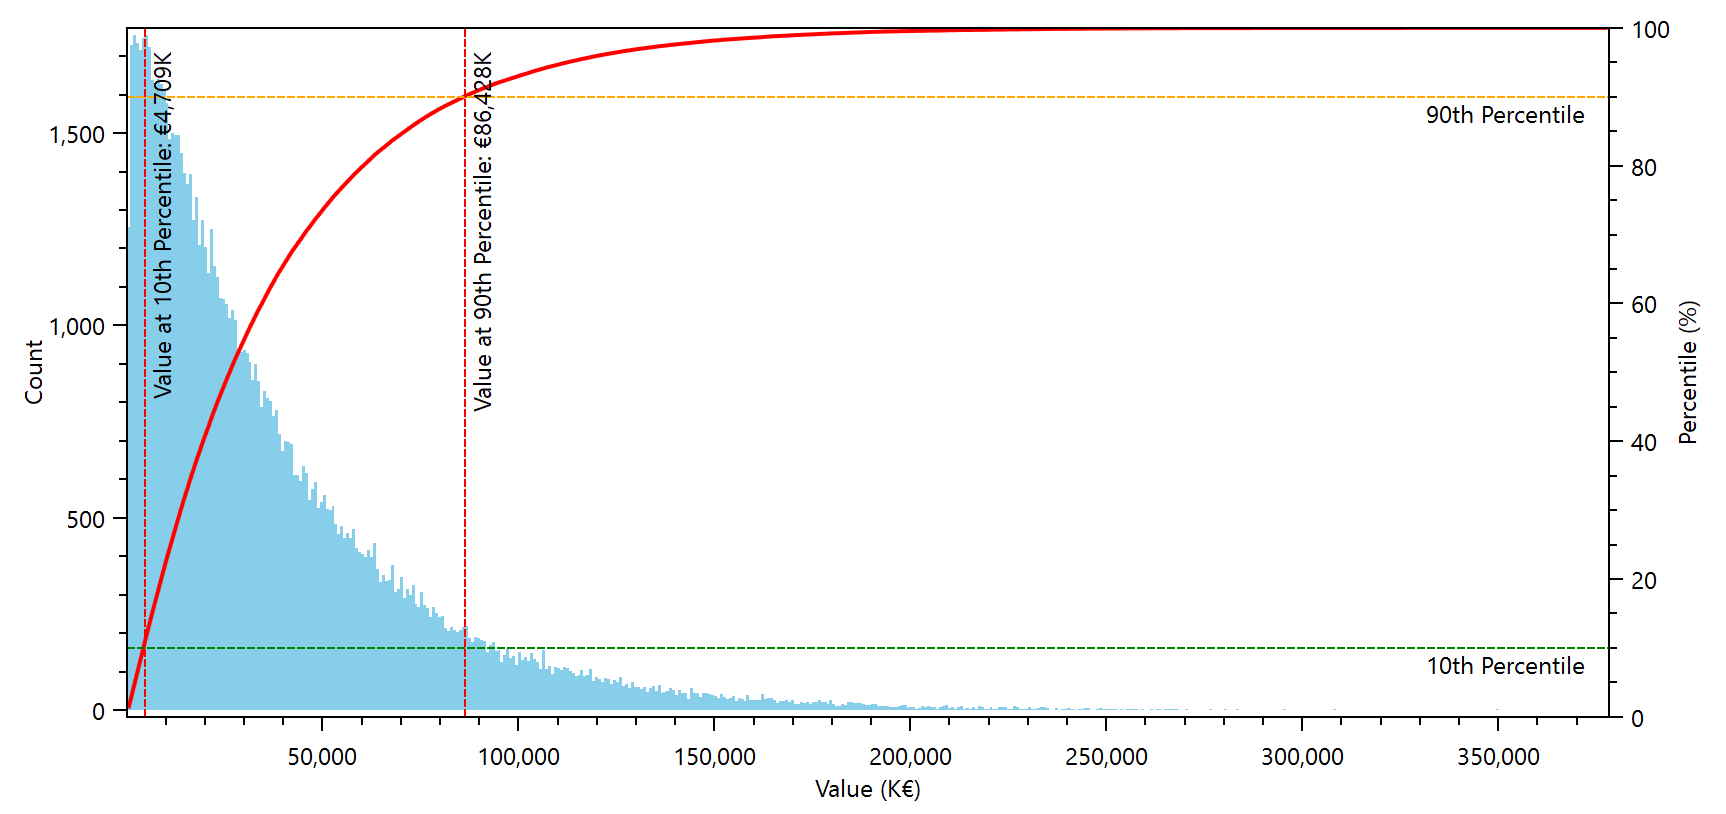 Count
1,500
1,000
500
0
Value at 10th Percentile: €4,709K
Value at 90th Percentile: €86,428K
90th Percentile
10th Percentile
100
80
60
40
20
0
Percentile (%)
50,000 100,000 150,000 200,000 250,000 300,000 350,000
Value (K€)